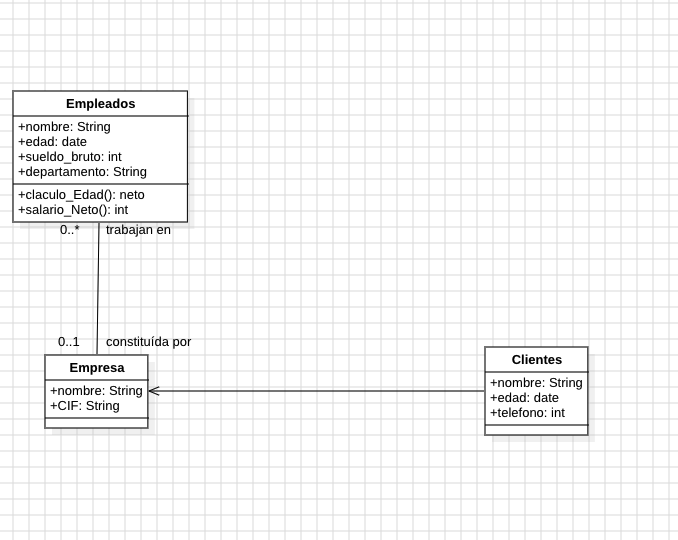 Empleados
+nombre: String
+edad: date
+sueldo_bruto: int
+departamento: String
+claculo_Edad(): neto
+salario_Neto(): int
0..* trabajan en
0..1 constituída por
Empresa
+nombre: String
+CIF: String
Clientes
+nombre: String
+edad: date
+telefono: int